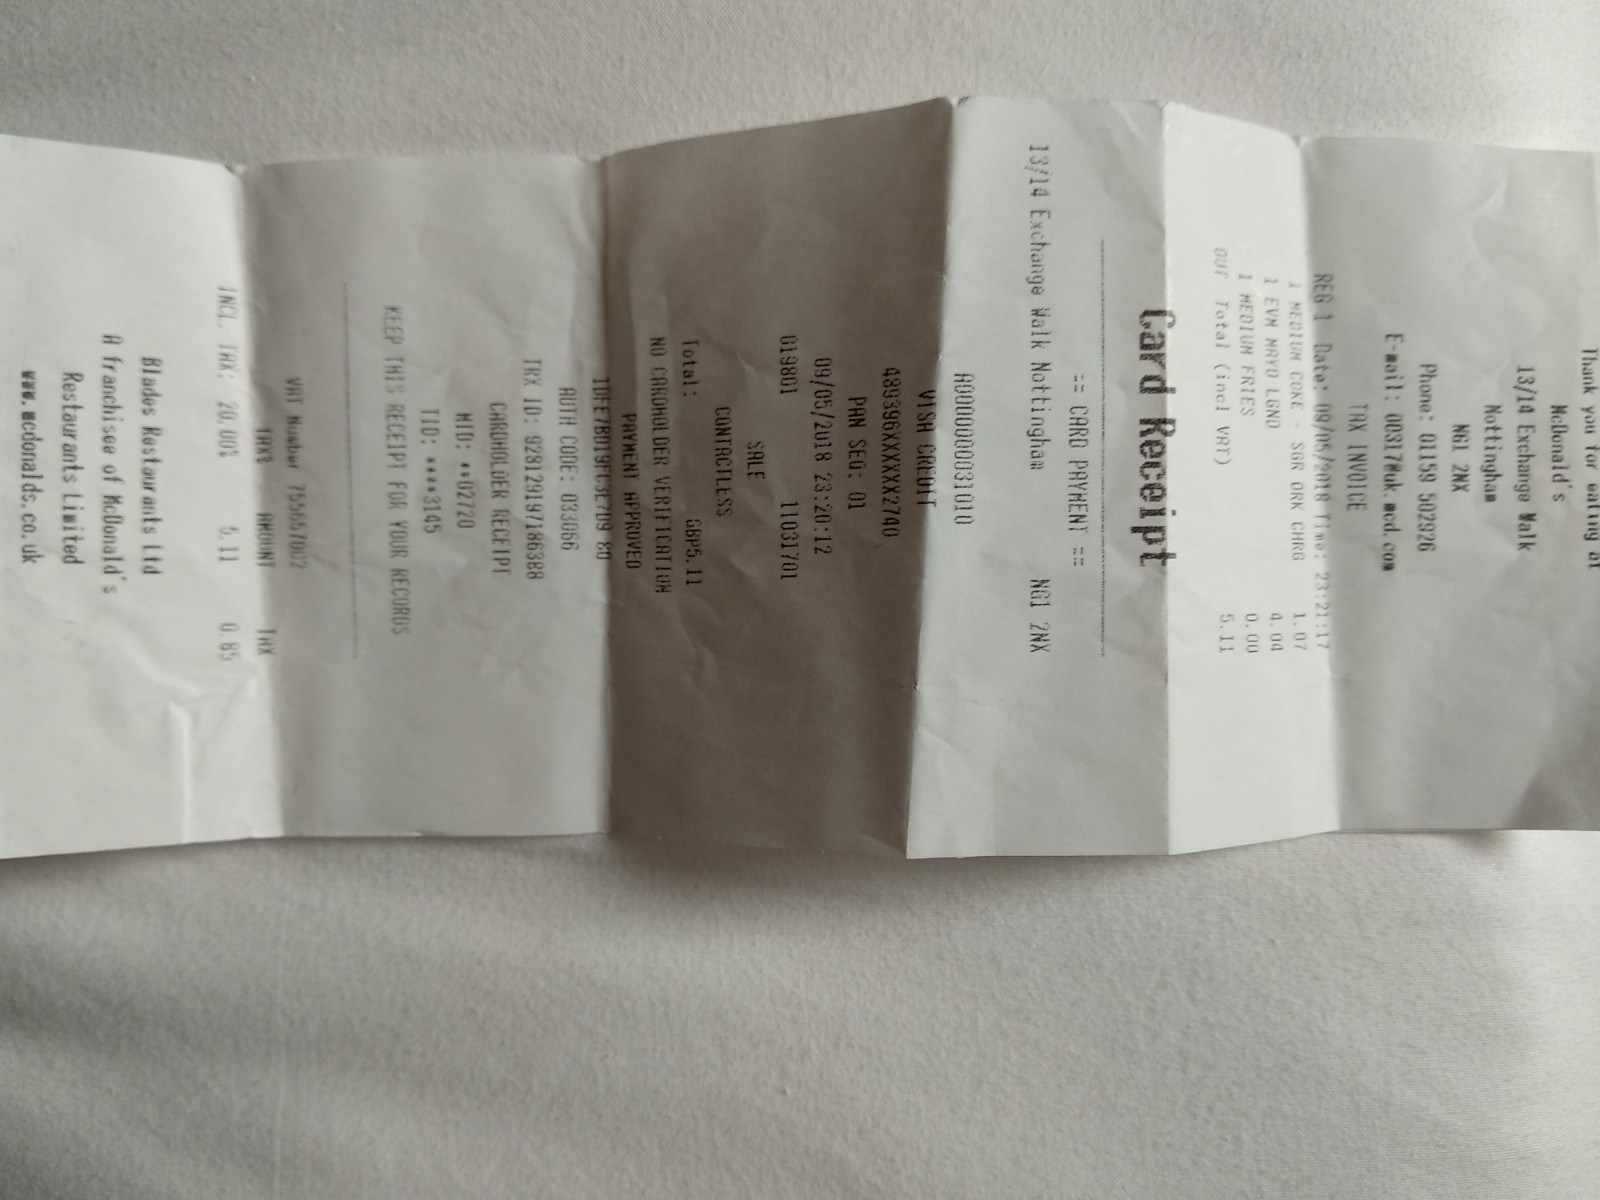 Thank you for eating at
McDonald's
13/14 Exchange Walk
Nottingham
NG1 2NX
Phone: 01159 502926
E-mail: 00317@uk.mcd.com
TAX INVOICE
REG 1 Date: 09/05/2018 Time: 23:21:17
1 MEDIUM COKE - SGR DRK CHRG 1.07
1 EVM MAYO LGND 4.04
1 MEDIUM FRIES 0.00
OUT Total (incl VAT) 5.11
Card Receipt
== CARD PAYMENT ==
13/14 Exchange Walk Nottingham NG1 2NX
A0000000031010
VISA CREDIT
489396XXXXXX2740
PAN SEQ: 01
09/05/2018 23:20:12
019801 11031701
SALE
CONTACTLESS
Total: GBP5.11
NO CARDHOLDER VERIFICATION
PAYMENT APPROVED
80
AUTH CODE: 033066
TRX ID: 929129197186388
CARDHOLDER RECEIPT
MID: **02720
TID: ****3145
KEEP THIS RECEIPT FOR YOUR RECORDS
VAT Number 755657002
TAX% AMOUNT TAX
INCL. TAX: 20.00% 5.11 0.85
Blades Restaurants Ltd
A franchisee of McDonald's
Restaurants Limited
www.mcdonalds.co.uk